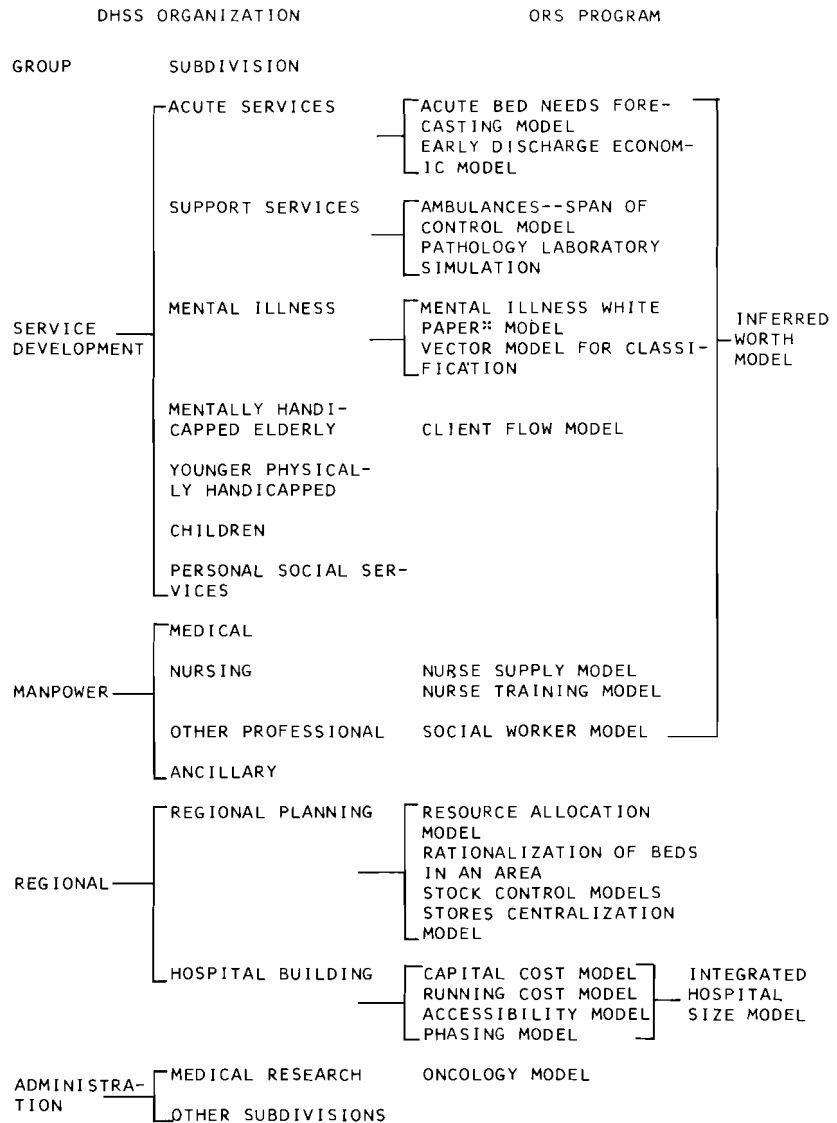 DHSS ORGANIZATION ORS PROGRAM
GROUP SUBDIVISION
ACUTE SERVICES ACUTE BED NEEDS FORE-
CASTING MODEL
EARLY DISCHARGE ECONOM-
IC MODEL
SUPPORT SERVICES AMBULANCES--SPAN OF
CONTROL MODEL
PATHOLOGY LABORATORY
SIMULATION
MENTAL ILLNESS MENTAL ILLNESS WHITE
SERVICE PAPER* MODEL INFERRED
DEVELOPMENT VECTOR MODEL FOR CLASSI- WORTH
FICATION MODEL
MENTALLY HANDI-
CAPPED ELDERLY CLIENT FLOW MODEL
YOUNGER PHYSICAL-
LY HANDICAPPED
CHILDREN
PERSONAL SOCIAL SER-
VICES
MEDICAL
NURSING NURSE SUPPLY MODEL
MANPOWER NURSE TRAINING MODEL
OTHER PROFESSIONAL SOCIAL WORKER MODEL
ANCILLARY
REGIONAL PLANNING RESOURCE ALLOCATION
MODEL
RATIONALIZATION OF BEDS
REGIONAL IN AN AREA
STOCK CONTROL MODELS
STORES CENTRALIZATION
MODEL
HOSPITAL BUILDING CAPITAL COST MODEL INTEGRATED
RUNNING COST MODEL HOSPITAL
ACCESSIBILITY MODEL SIZE MODEL
PHASING MODEL
ADMINISTRA- MEDICAL RESEARCH ONCOLOGY MODEL
TION
OTHER SUBDIVISIONS